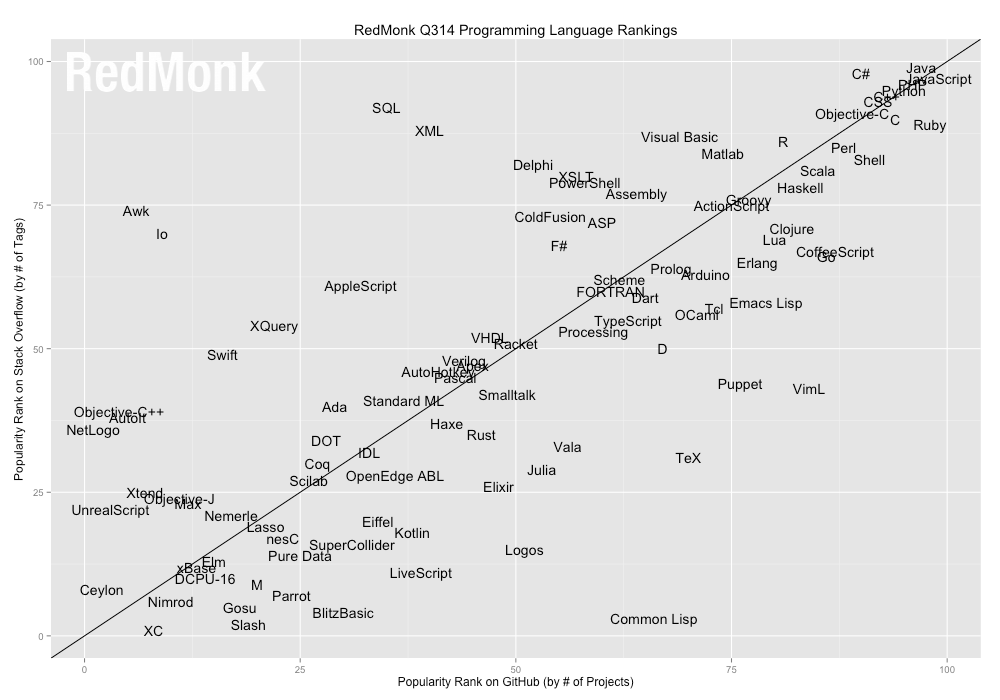 RedMonk Q314 Programming Language Rankings
RedMonk
100
75
50
25
0
Popularity Rank on Stack Overflow (by # of Tags)
Java
C#
JavaScript
PHP
Python
C++
CSS
SQL
Objective-C
C
Ruby
XML
Visual Basic
R
Perl
Matlab
Shell
Delphi
Scala
XSLT
PowerShell
Haskell
Assembly
Groovy
ActionScript
Awk
ColdFusion
ASP
Clojure
Io
Lua
F#
CoffeeScript
Go
Erlang
Prolog
Arduino
Scheme
AppleScript
FORTRAN
Dart
Emacs Lisp
Tcl
OCaml
TypeScript
XQuery
Processing
VHDL
Racket
D
Swift
Verilog
Apex
AutoHotkey
Pascal
Puppet
VimL
Smalltalk
Standard ML
Ada
Objective-C++
AutoIt
Haxe
NetLogo
Rust
DOT
Vala
IDL
TeX
Coq
Julia
OpenEdge ABL
Scilab
Elixir
Xtend
Objective-J
Max
UnrealScript
Nemerle
Eiffel
Lasso
Kotlin
nesC
SuperCollider
Logos
Pure Data
Elm
xBase
LiveScript
DCPU-16
M
Ceylon
Parrot
Nimrod
Gosu
BlitzBasic
Common Lisp
Slash
XC
0 25 50 75 100
Popularity Rank on GitHub (by # of Projects)